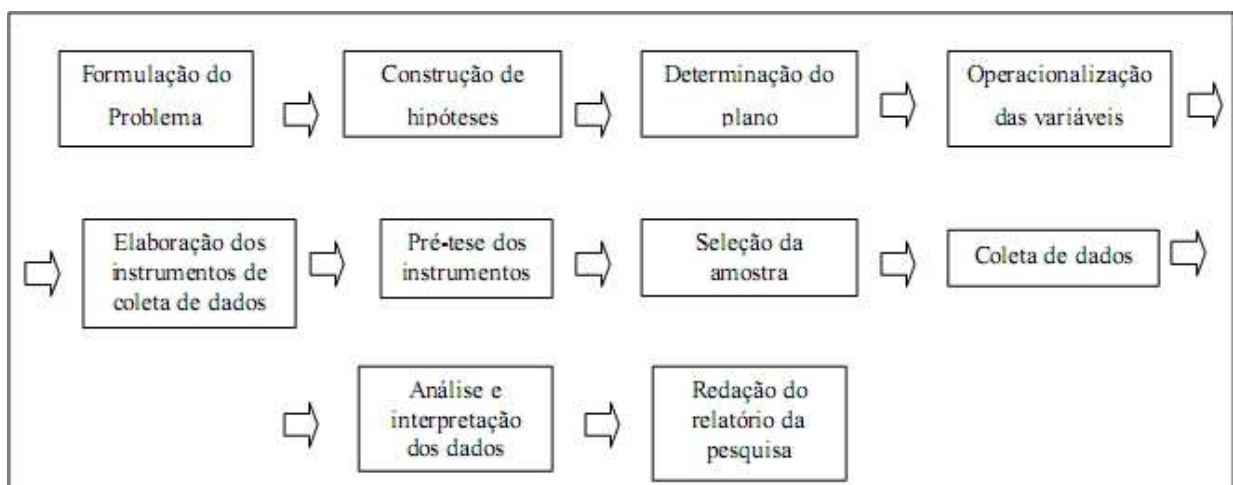 Formulação do
Problema
Construção de
hipóteses
Determinação do
plano
Operacionalização
das variáveis
Elaboração dos
instrumentos de
coleta de dados
Pré-tese dos
instrumentos
Seleção da
amostra
Coleta de dados
Análise e
interpretação
dos dados
Redação do
relatório da
pesquisa